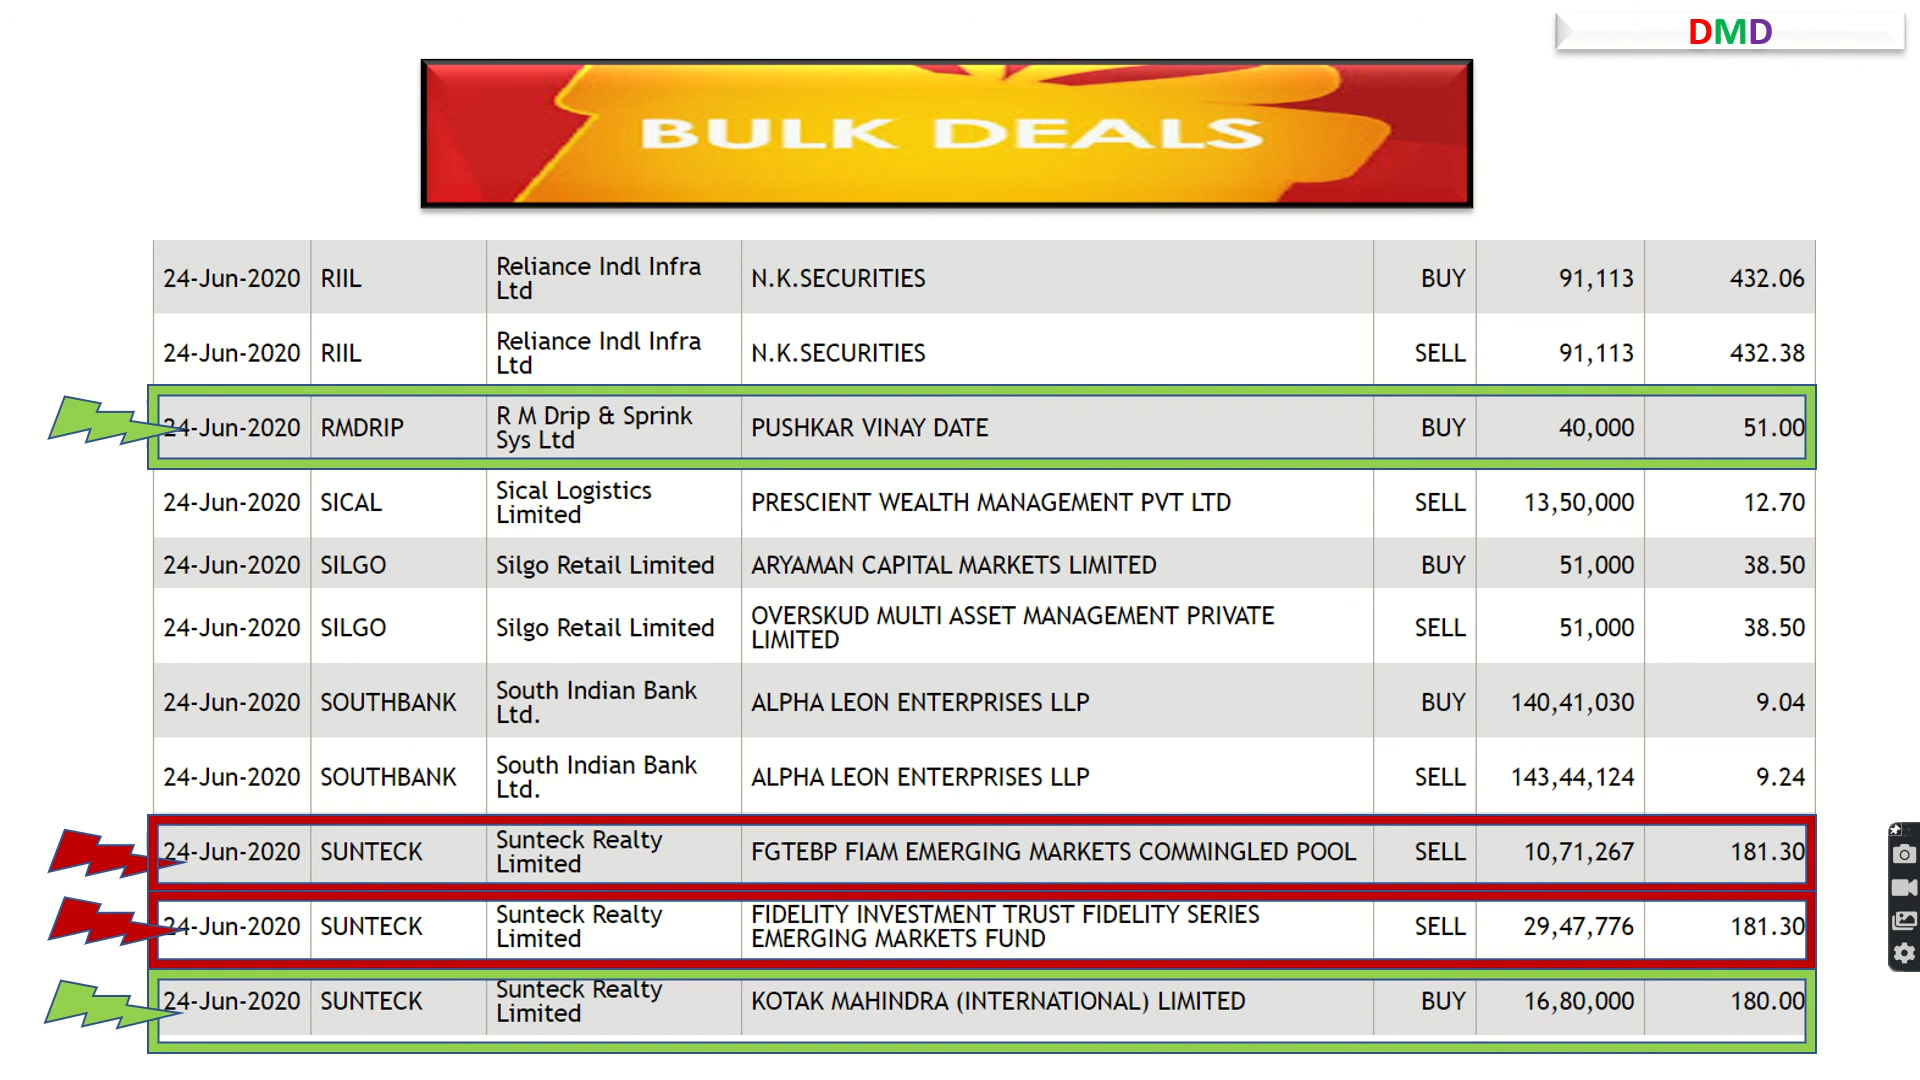 DMD
BULK DEALS
24-Jun-2020 RIIL Reliance Indl Infra Ltd N.K.SECURITIES BUY 91,113 432.06
24-Jun-2020 RIIL Reliance Indl Infra Ltd N.K.SECURITIES SELL 91,113 432.38
24-Jun-2020 RMDRIP R M Drip & Sprink Sys Ltd PUSHKAR VINAY DATE BUY 40,000 51.00
24-Jun-2020 SICAL Sical Logistics Limited PRESCIENT WEALTH MANAGEMENT PVT LTD SELL 13,50,000 12.70
24-Jun-2020 SILGO Silgo Retail Limited ARYAMAN CAPITAL MARKETS LIMITED BUY 51,000 38.50
24-Jun-2020 SILGO Silgo Retail Limited OVERSKUD MULTI ASSET MANAGEMENT PRIVATE LIMITED SELL 51,000 38.50
24-Jun-2020 SOUTHBANK South Indian Bank Ltd. ALPHA LEON ENTERPRISES LLP BUY 140,41,030 9.04
24-Jun-2020 SOUTHBANK South Indian Bank Ltd. ALPHA LEON ENTERPRISES LLP SELL 143,44,124 9.24
24-Jun-2020 SUNTECK Sunteck Realty Limited FGTEBP FIAM EMERGING MARKETS COMMINGLED POOL SELL 10,71,267 181.30
24-Jun-2020 SUNTECK Sunteck Realty Limited FIDELITY INVESTMENT TRUST FIDELITY SERIES EMERGING MARKETS FUND SELL 29,47,776 181.30
24-Jun-2020 SUNTECK Sunteck Realty Limited KOTAK MAHINDRA (INTERNATIONAL) LIMITED BUY 16,80,000 180.00